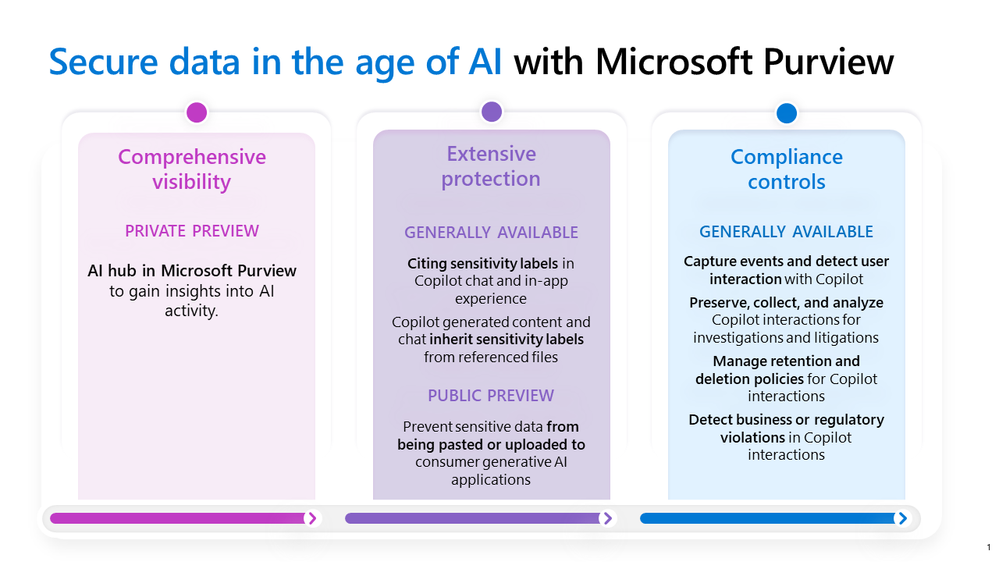 Secure data in the age of AI with Microsoft Purview
Comprehensive
visibility
PRIVATE PREVIEW
AI hub in Microsoft Purview
to gain insights into AI
activity.
Extensive
protection
GENERALLY AVAILABLE
Citing sensitivity labels in
Copilot chat and in-app
experience
Copilot generated content and
chat inherit sensitivity labels
from referenced files
PUBLIC PREVIEW
Prevent sensitive data from
being pasted or uploaded to
consumer generative AI
applications
Compliance
controls
GENERALLY AVAILABLE
Capture events and detect user
interaction with Copilot
Preserve, collect, and analyze
Copilot interactions for
investigations and litigations
Manage retention and
deletion policies for Copilot
interactions
Detect business or regulatory
violations in Copilot
interactions
1